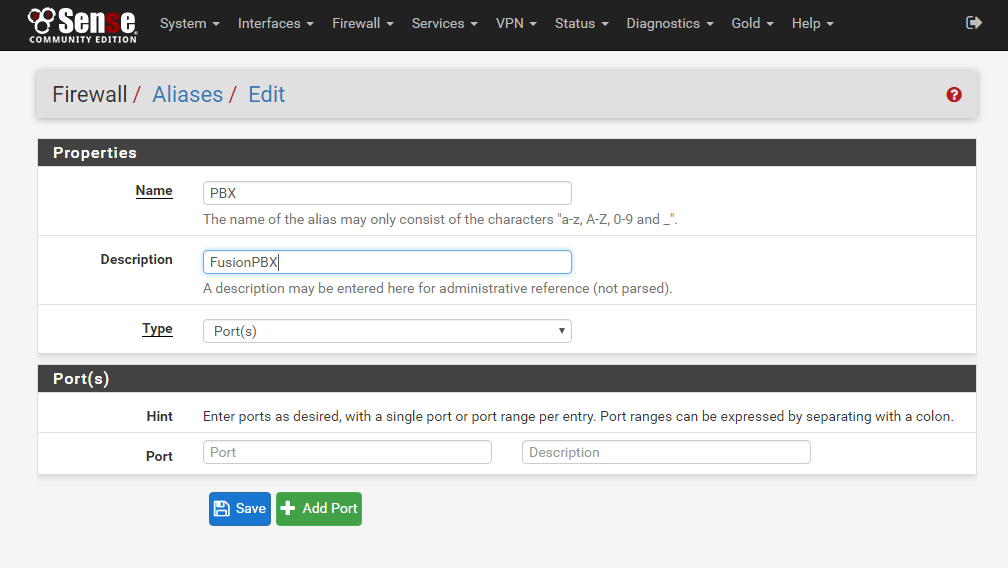 Sense
COMMUNITY EDITION
System Interfaces Firewall Services VPN Status Diagnostics Gold Help
Firewall / Aliases / Edit
Properties
Name PBX
The name of the alias may only consist of the characters "a-z, A-Z, 0-9 and _".
Description FusionPBX
A description may be entered here for administrative reference (not parsed).
Type Port(s)
Port(s)
Hint Enter ports as desired, with a single port or port range per entry. Port ranges can be expressed by separating with a colon.
Port Port Description
Save Add Port